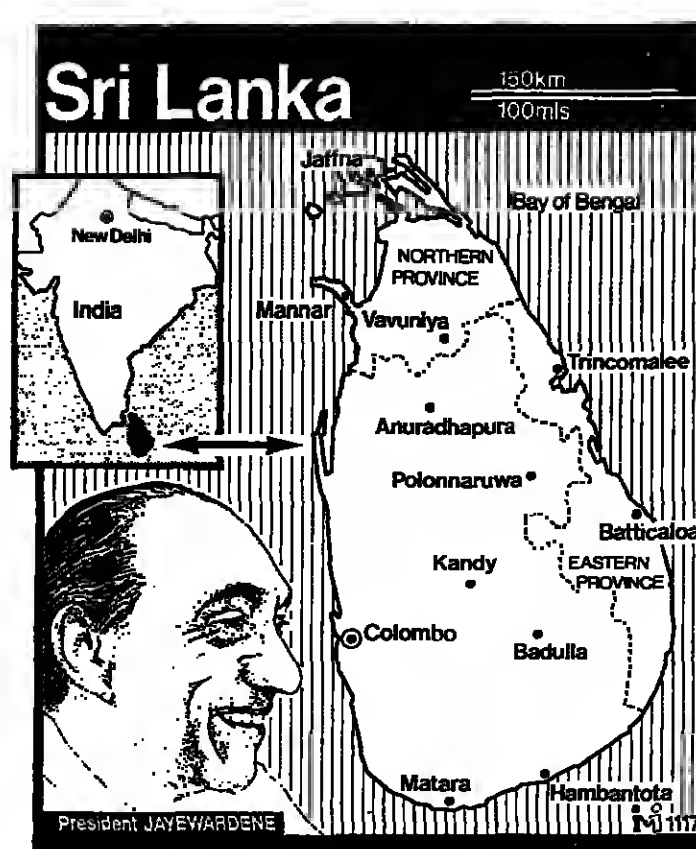 Sri Lanka
150km
100mls
Jaffna
Bay of Bengal
New Delhi
NORTHERN
PROVINCE
India
Mannar
Vavuniya
Trincomalee
Anuradhapura
Polonnaruwa
Batticaloa
Kandy
EASTERN
PROVINCE
Colombo
Badulla
Matara
Hambantota
President JAYEWARDENE
1117